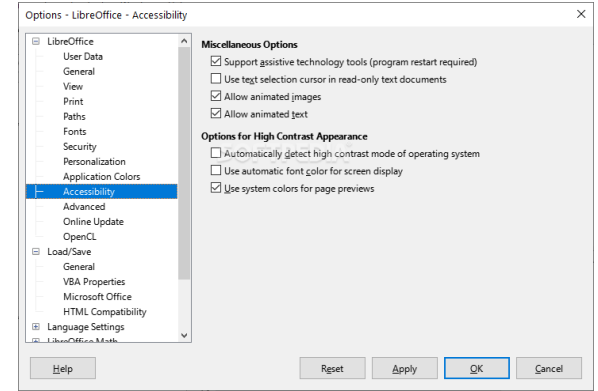 Options - LibreOffice - Accessibility
LibreOffice
User Data
General
View
Print
Paths
Fonts
Security
Personalization
Application Colors
Accessibility
Advanced
Online Update
OpenCL
Load/Save
General
VBA Properties
Microsoft Office
HTML Compatibility
Language Settings
LibreOffice Math
Miscellaneous Options
Support assistive technology tools (program restart required)
Use text selection cursor in read-only text documents
Allow animated images
Allow animated text
Options for High Contrast Appearance
Automatically detect high contrast mode of operating system
Use automatic font color for screen display
Use system colors for page previews
Help
Reset
Apply
OK
Cancel